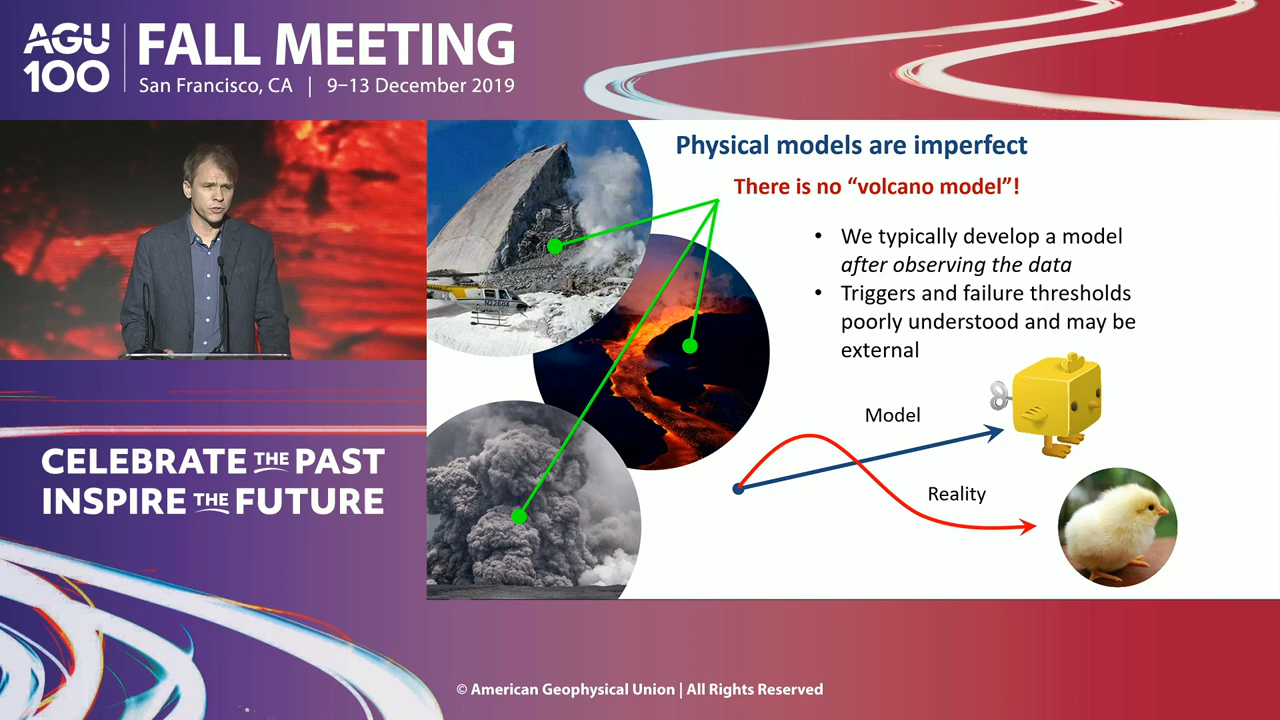 AGU
100
FALL MEETING
San Francisco, CA | 9–13 December 2019
Physical models are imperfect
There is no “volcano model”!
• We typically develop a model
after observing the data
• Triggers and failure thresholds
poorly understood and may be
external
Model
Reality
CELEBRATE THE PAST
INSPIRE THE FUTURE
© American Geophysical Union | All Rights Reserved